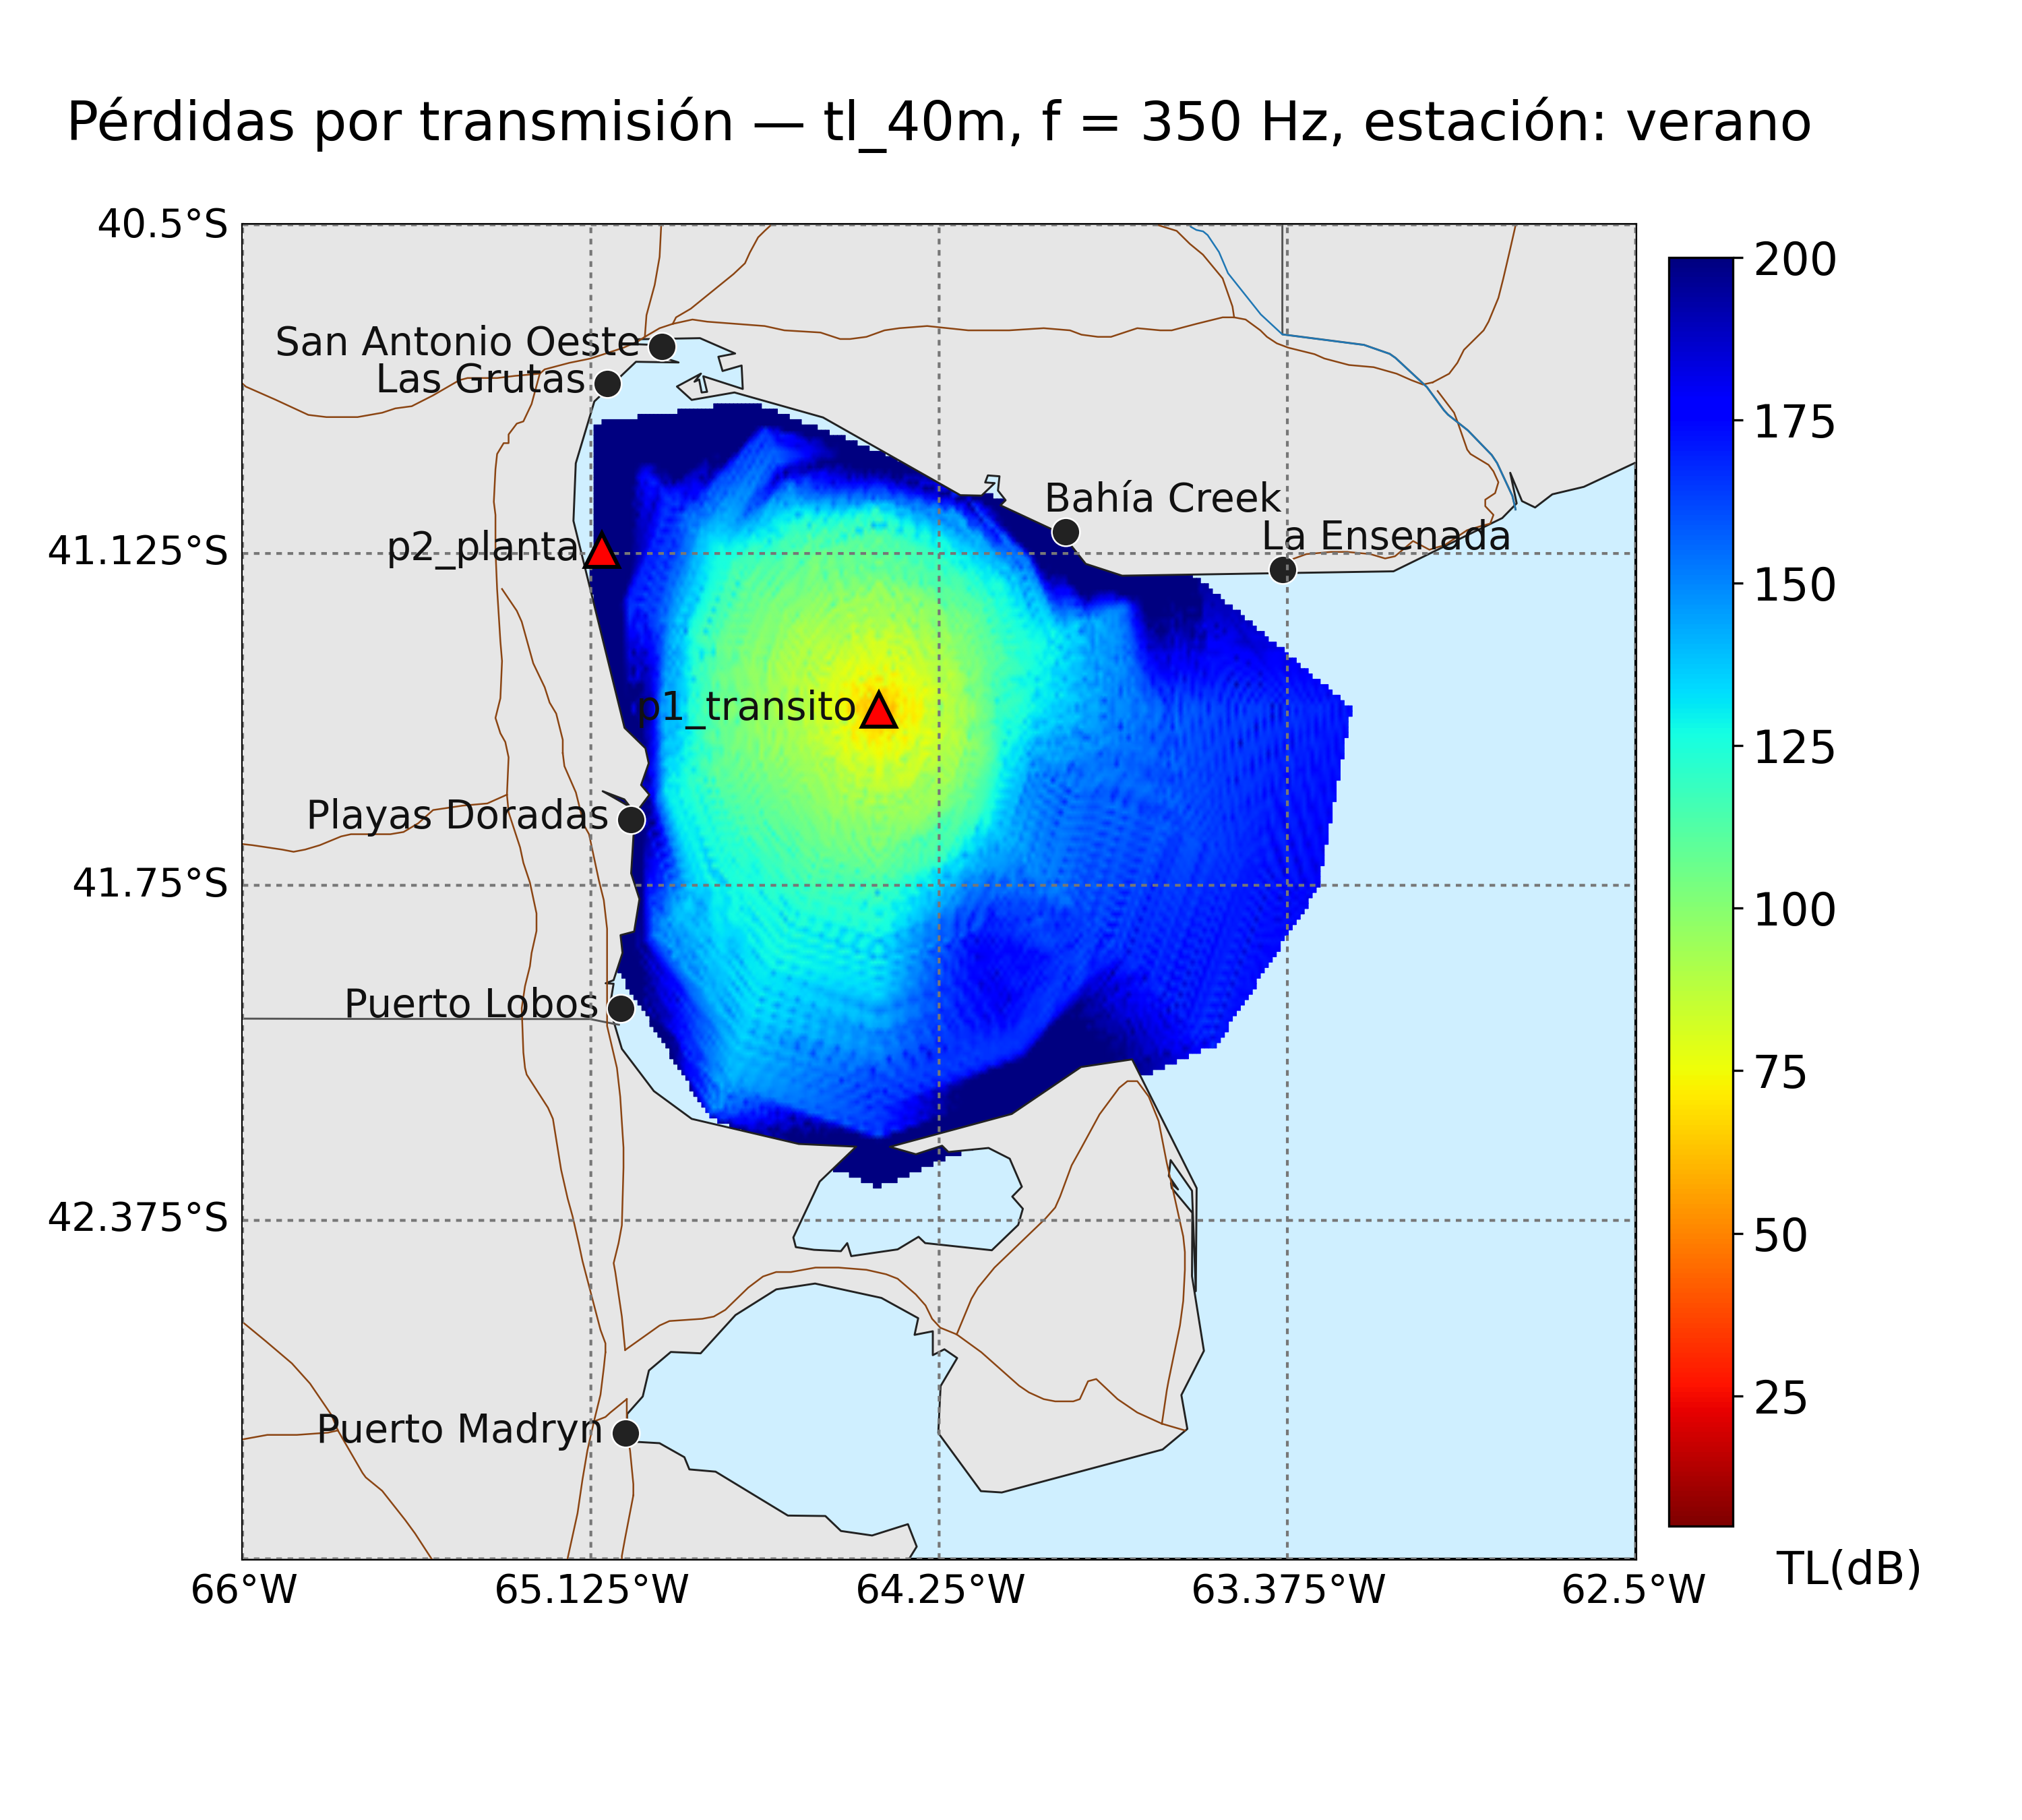 Pérdidas por transmisión — tl_40m, f = 350 Hz, estación: verano
40.5°S
200
San Antonio Oeste
Las Grutas
175
Bahía Creek
La Ensenada
p2_planta
41.125°S
150
p1_transito
125
Playas Doradas
41.75°S
100
Puerto Lobos
75
42.375°S
50
25
Puerto Madryn
TL(dB)
66°W
65.125°W
64.25°W
63.375°W
62.5°W